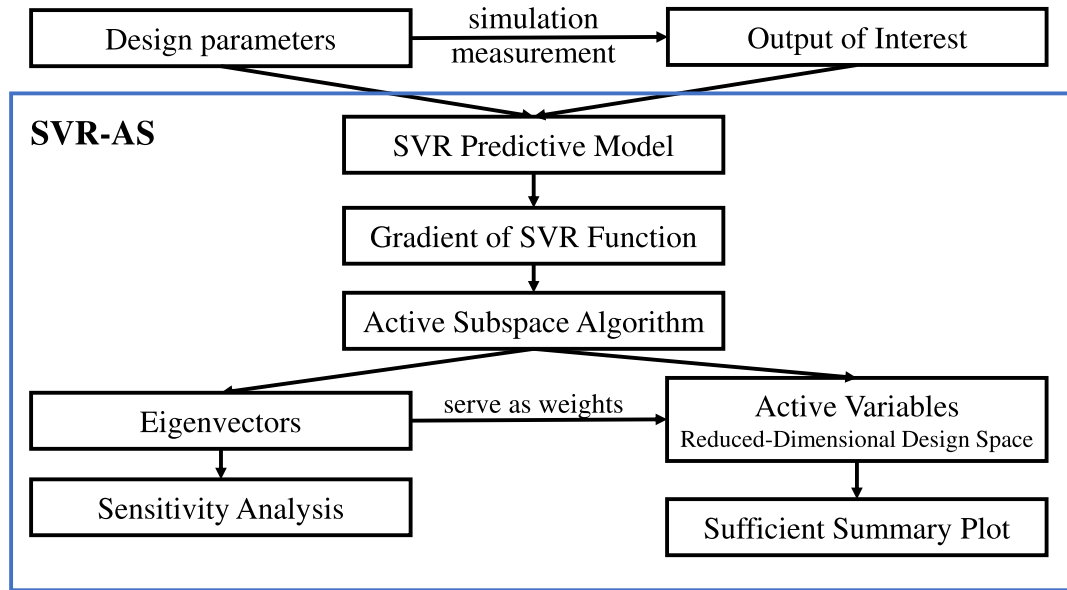 Design parameters
simulation
measurement
Output of Interest
SVR-AS
SVR Predictive Model
Gradient of SVR Function
Active Subspace Algorithm
Eigenvectors
serve as weights
Active Variables
Reduced-Dimensional Design Space
Sensitivity Analysis
Sufficient Summary Plot